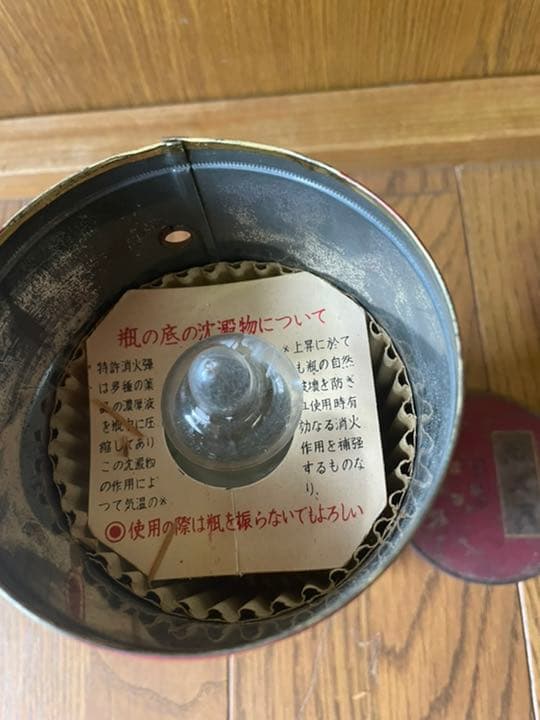 瓶の底の沈澱物について
特許消火弾
は多種の薬
の濃厚液
を瓶に圧
縮してあり
この沈澱物
の作用によ
つて気温の※
※上昇に於て
も瓶の自然
壊を防ぎ
使用時有
効なる消火
作用を補強
するものな
り、
◉使用の際は瓶を振らないでもよろしい